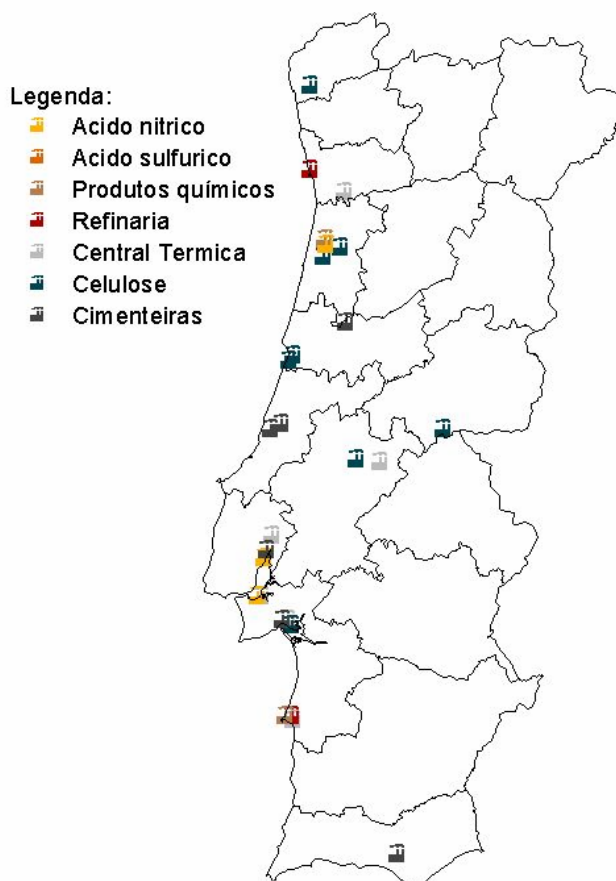 Legenda:
Acido nitrico
Acido sulfurico
Produtos químicos
Refinaria
Central Termica
Celulose
Cimenteiras